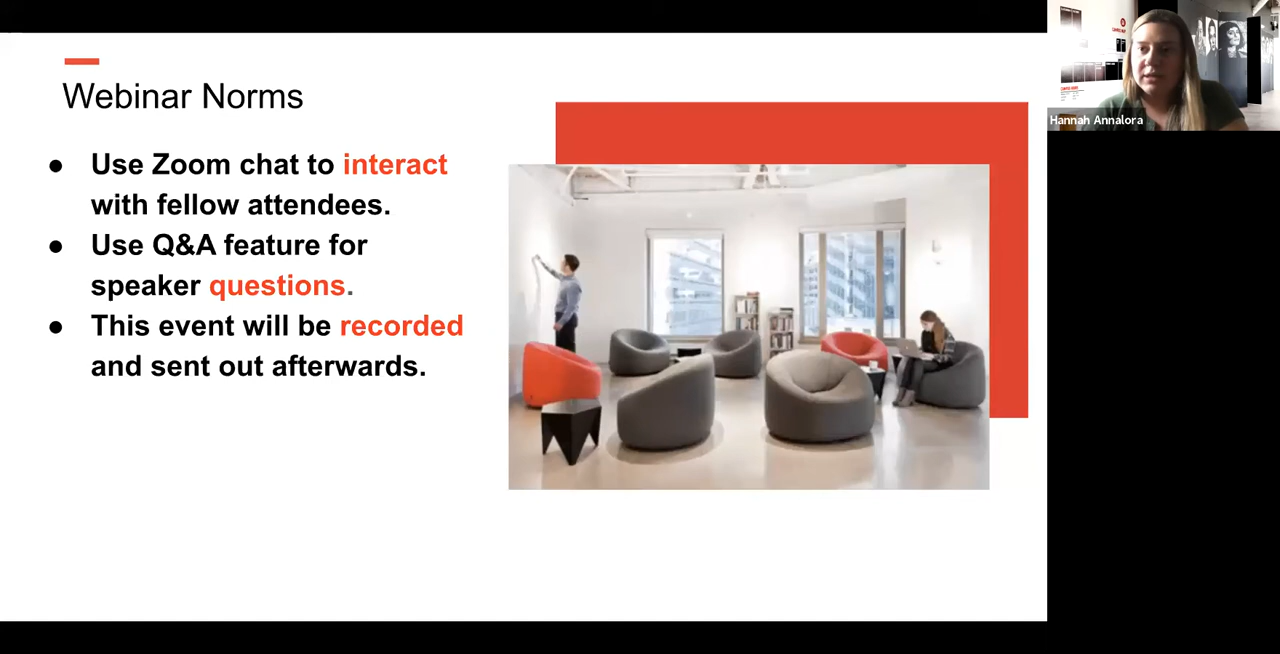 Webinar Norms
● Use Zoom chat to interact
with fellow attendees.
● Use Q&A feature for
speaker questions.
● This event will be recorded
and sent out afterwards.
Hannah Annalora